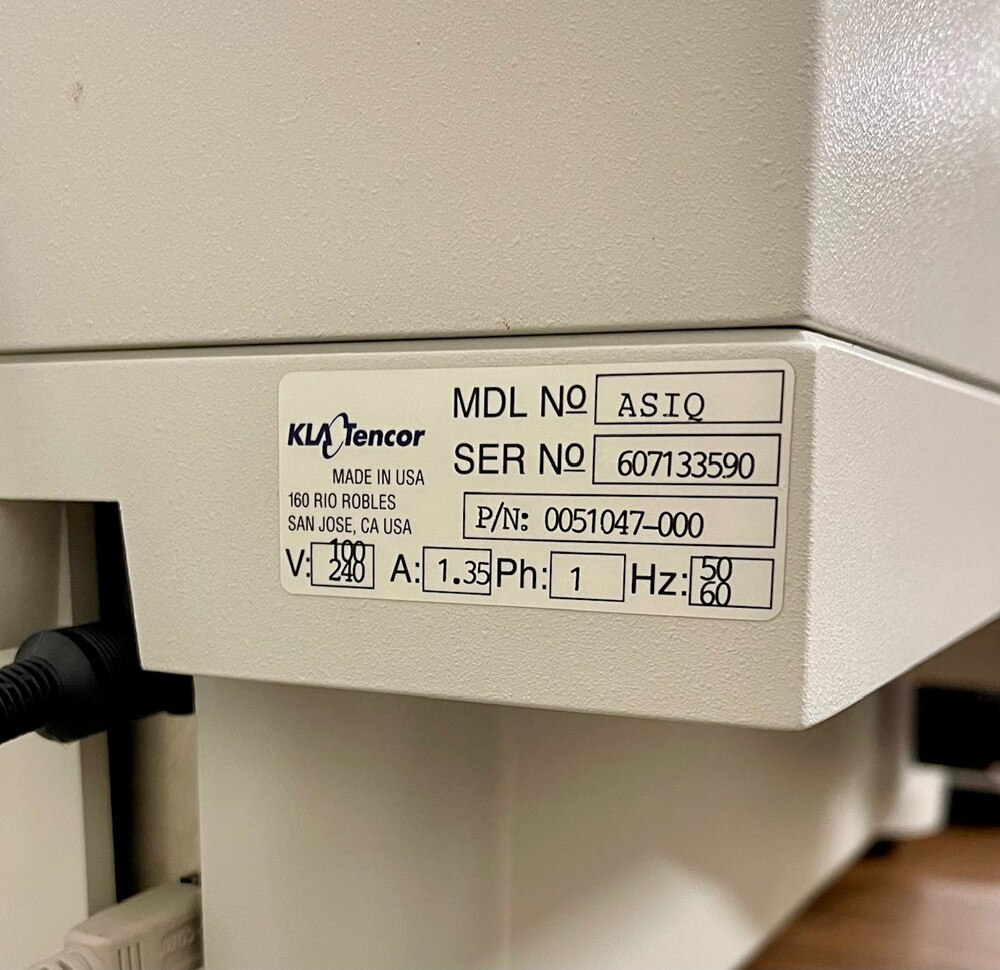 KLA Tencor
MADE IN USA
160 RIO ROBLES
SAN JOSE, CA USA
MDL Nº ASIQ
SER Nº 607133590
P/N: 0051047-000
V: 100 240 A: 1.35 Ph: 1 Hz: 50 60